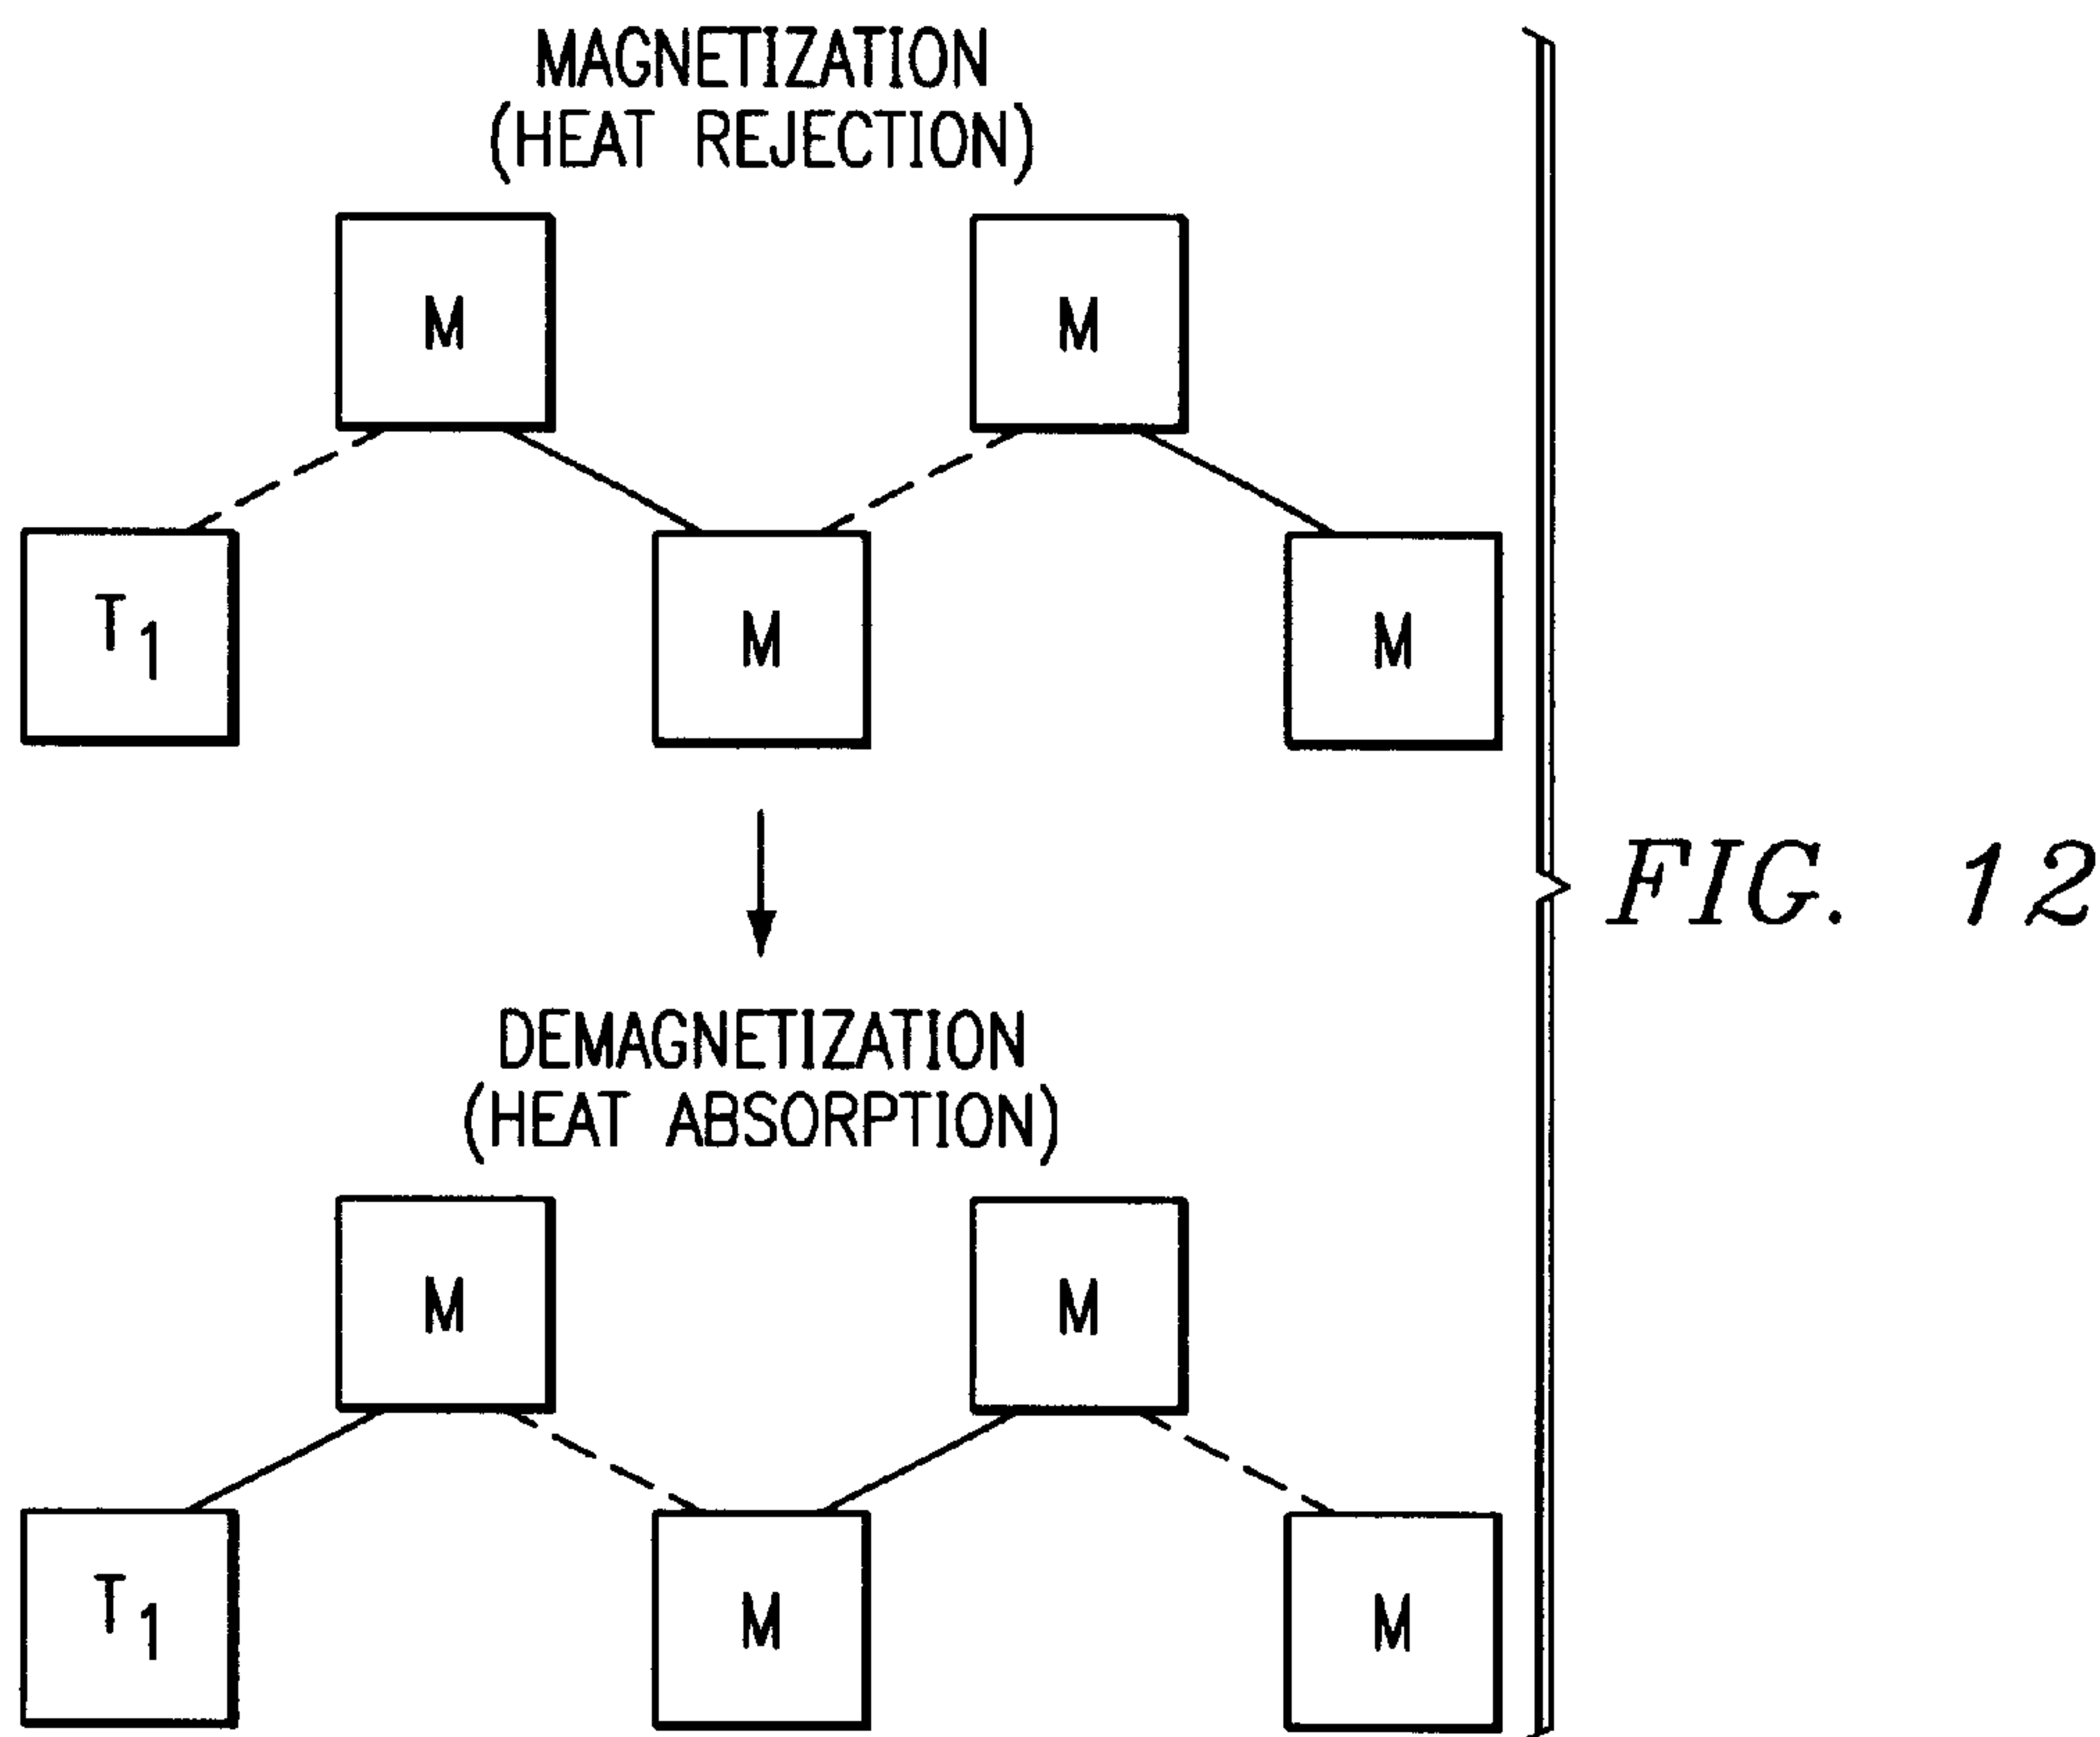 MAGNETIZATION
(HEAT REJECTION)
M
M
T1
M
M
FIG. 12
DEMAGNETIZATION
(HEAT ABSORPTION)
M
M
T1
M
M